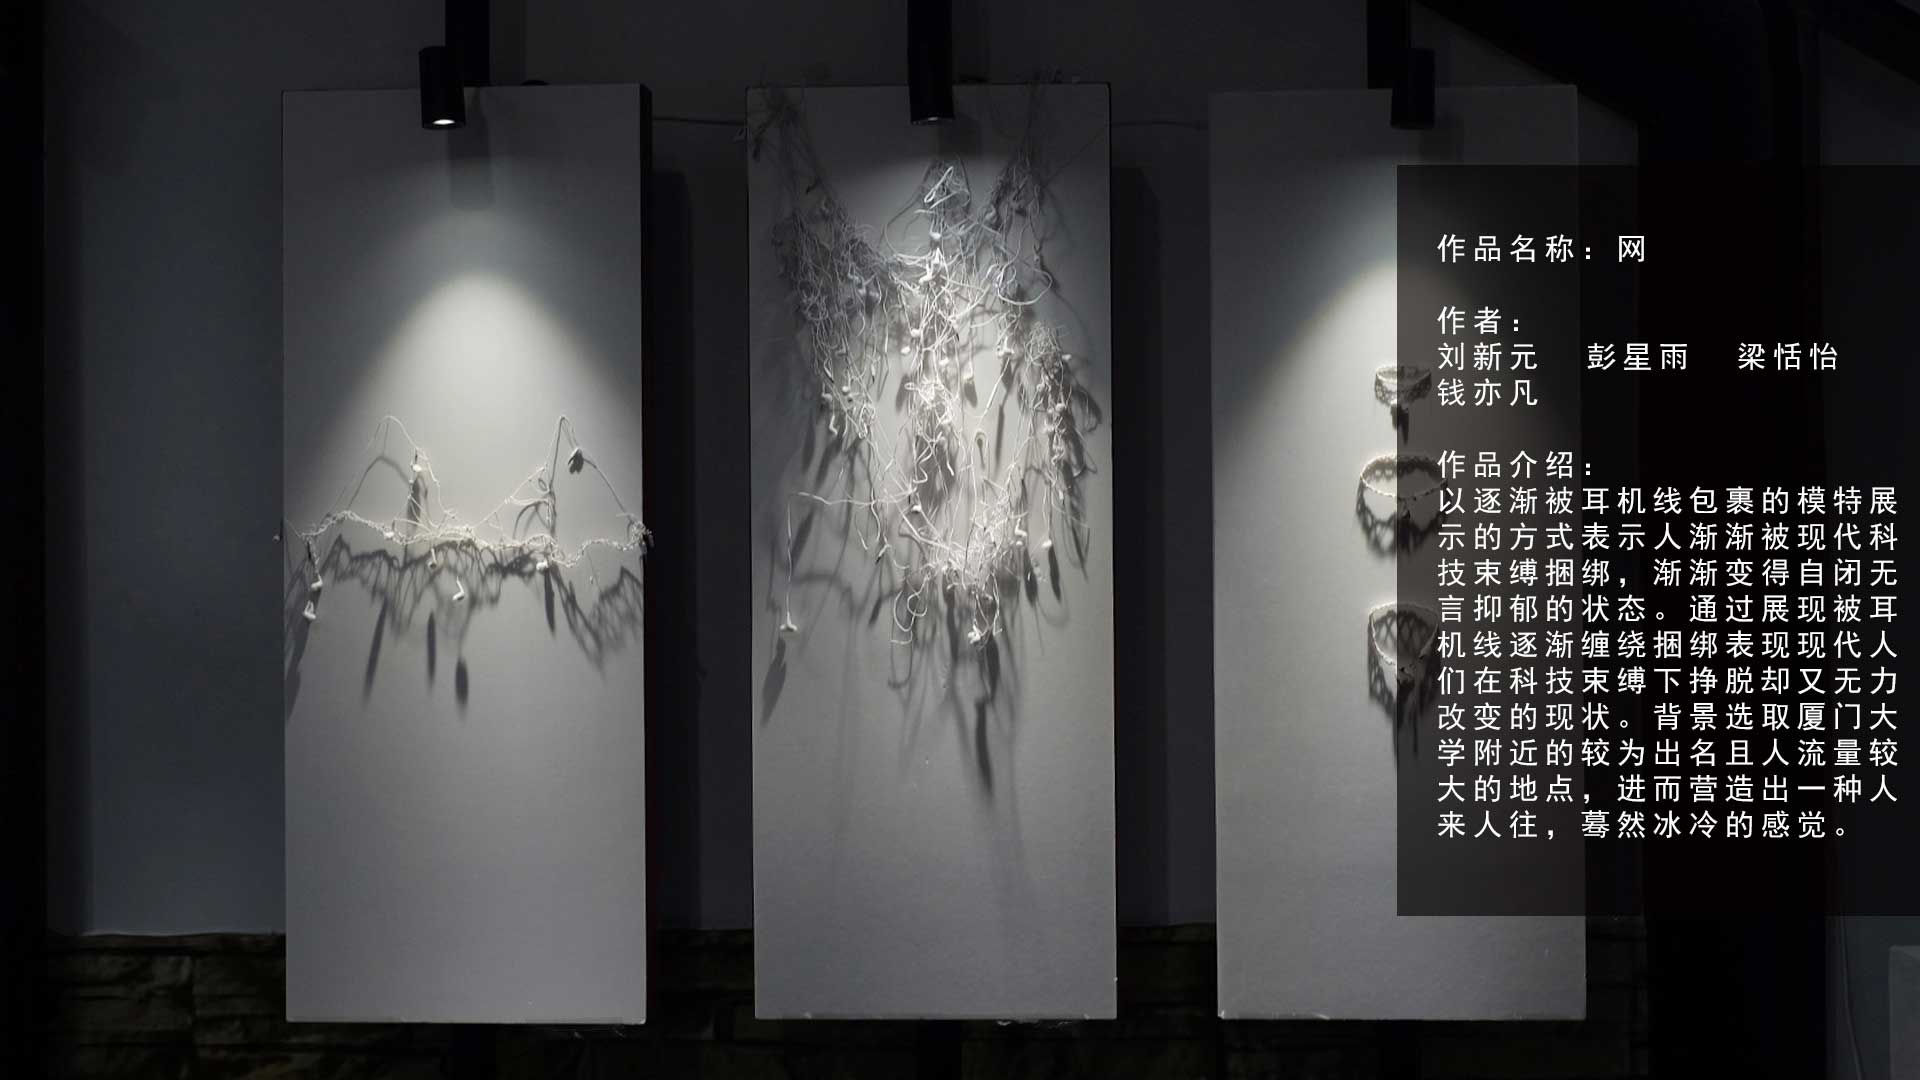 作品名称：网
作者：
刘新元 彭星雨 梁恬怡
钱亦凡
作品介绍：
以逐渐被耳机线包裹的模特展
示的方式表示人渐渐被现代科
技束缚捆绑，渐渐变得自闭无
言抑郁的状态。通过展现被耳
机线逐渐缠绕捆绑表现现代人
们在科技束缚下挣脱却又无力
改变的现状。背景选取厦门大
学附近的较为出名且人流量较
大的地点，进而营造出一种人
来人往，蓦然冰冷的感觉。